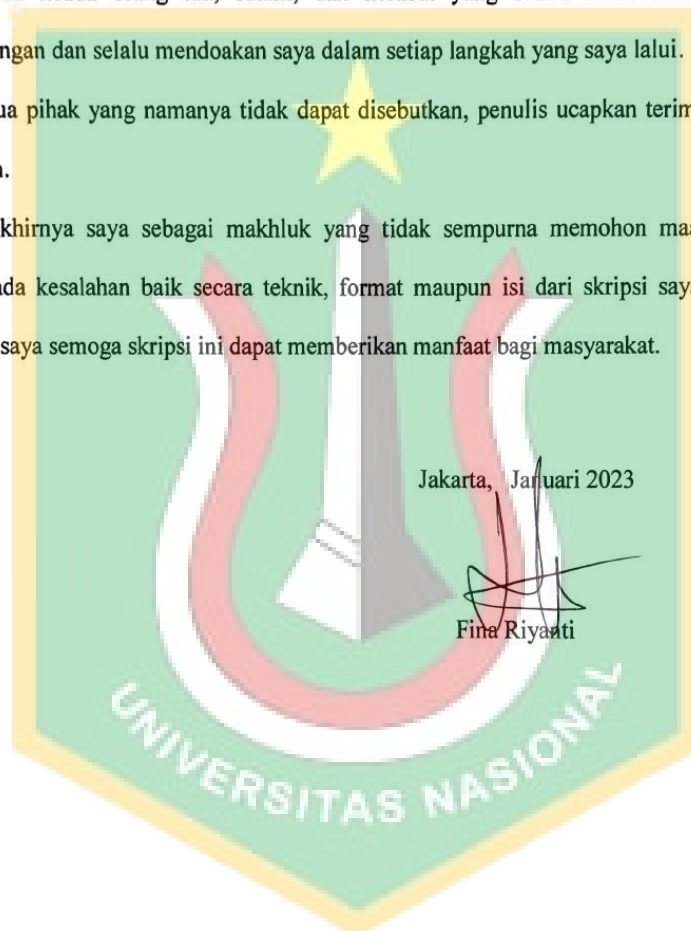 ngan dan selalu mendoakan saya dalam setiap langkah yang saya lalui.
ua pihak yang namanya tidak dapat disebutkan, penulis ucapkan terim
khirnya saya sebagai makhluk yang tidak sempurna memohon maa
da kesalahan baik secara teknik, format maupun isi dari skripsi saya
saya semoga skripsi ini dapat memberikan manfaat bagi masyarakat.
Jakarta, Januari 2023
Fina Riyanti
UNIVERSITAS NASIONAL